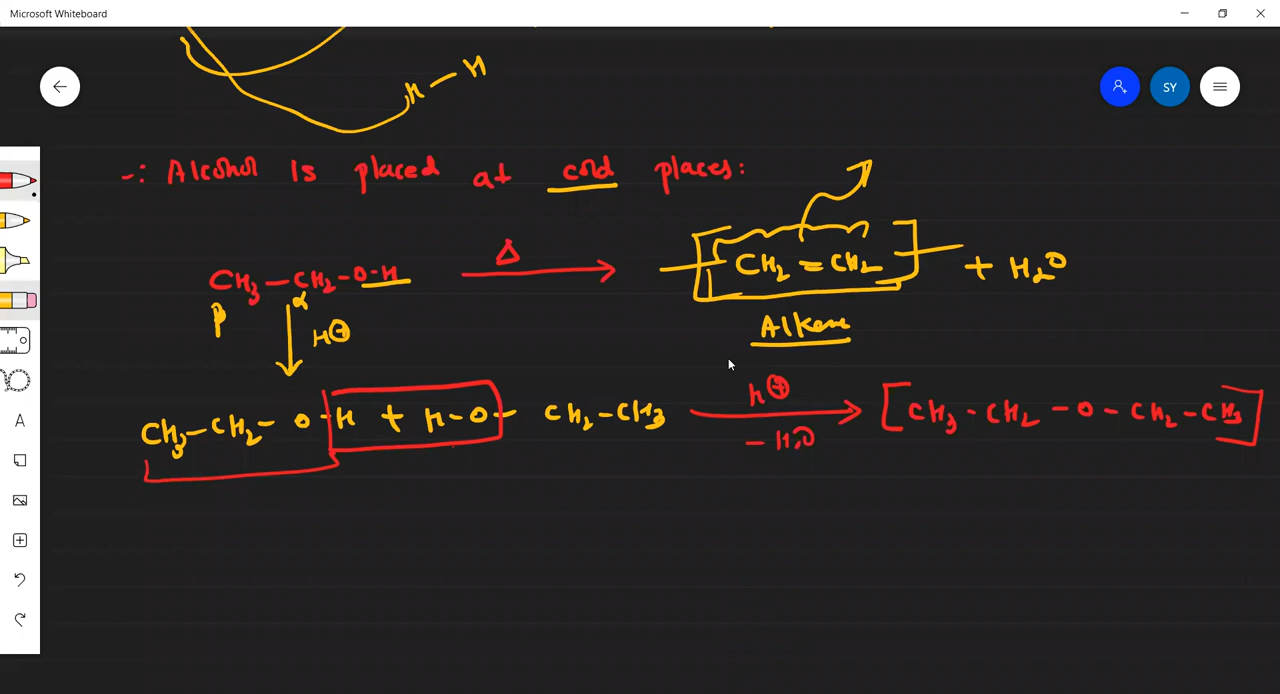 Microsoft Whiteboard
H — H
SY
-: Alcohol is placed at cold places:
CH3 — CH2 - O - H Δ → [ CH2 = CH2 ] + H2O
β α
H⊕
Alkene
CH3 — CH2 — O - H + H - O - CH2 - CH3 → [ CH3 - CH2 - O - CH2 - CH3 ]
h⊕
- H2O
A